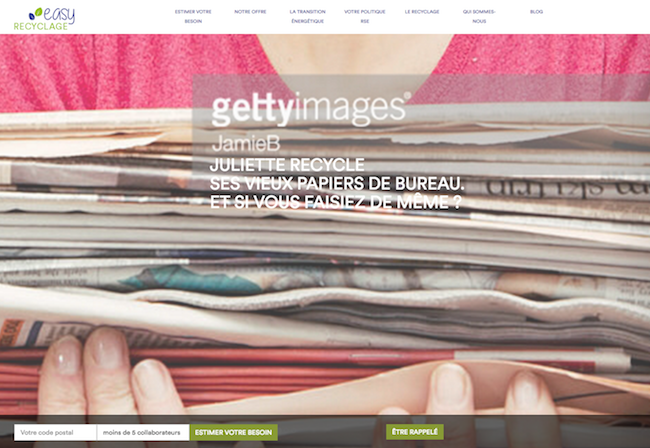 easy
RECYCLAGE
ESTIMER VOTRE
BESOIN
NOTRE OFFRE
LA TRANSITION
ÉNERGÉTIQUE
VOTRE POLITIQUE
RSE
LE RECYCLAGE
QUI SOMMES-
NOUS
BLOG
gettyimages®
JamieB
JULIETTE RECYCLE
SES VIEUX PAPIERS DE BUREAU.
ET SI VOUS FAISIEZ DE MÊME ?
Votre code postal
moins de 5 collaborateurs
ESTIMER VOTRE BESOIN
ÊTRE RAPPELÉ